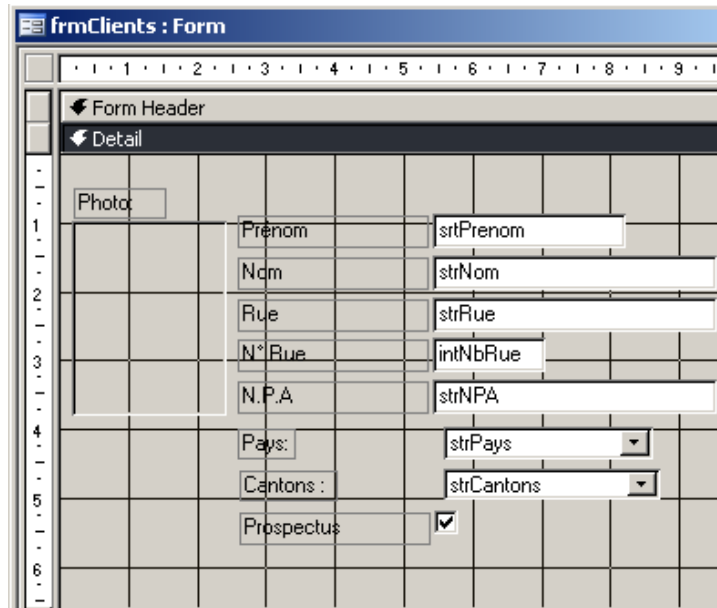 frmClients : Form
1 2 3 4 5 6 7 8 9
Form Header
Detail
Photo:
1
Prénom srtPrenom
Nom strNom
2
Rue strRue
N° Rue intNbRue
3
N.P.A strNPA
4
Pays: strPays
Cantons : strCantons
5
Prospectus
6